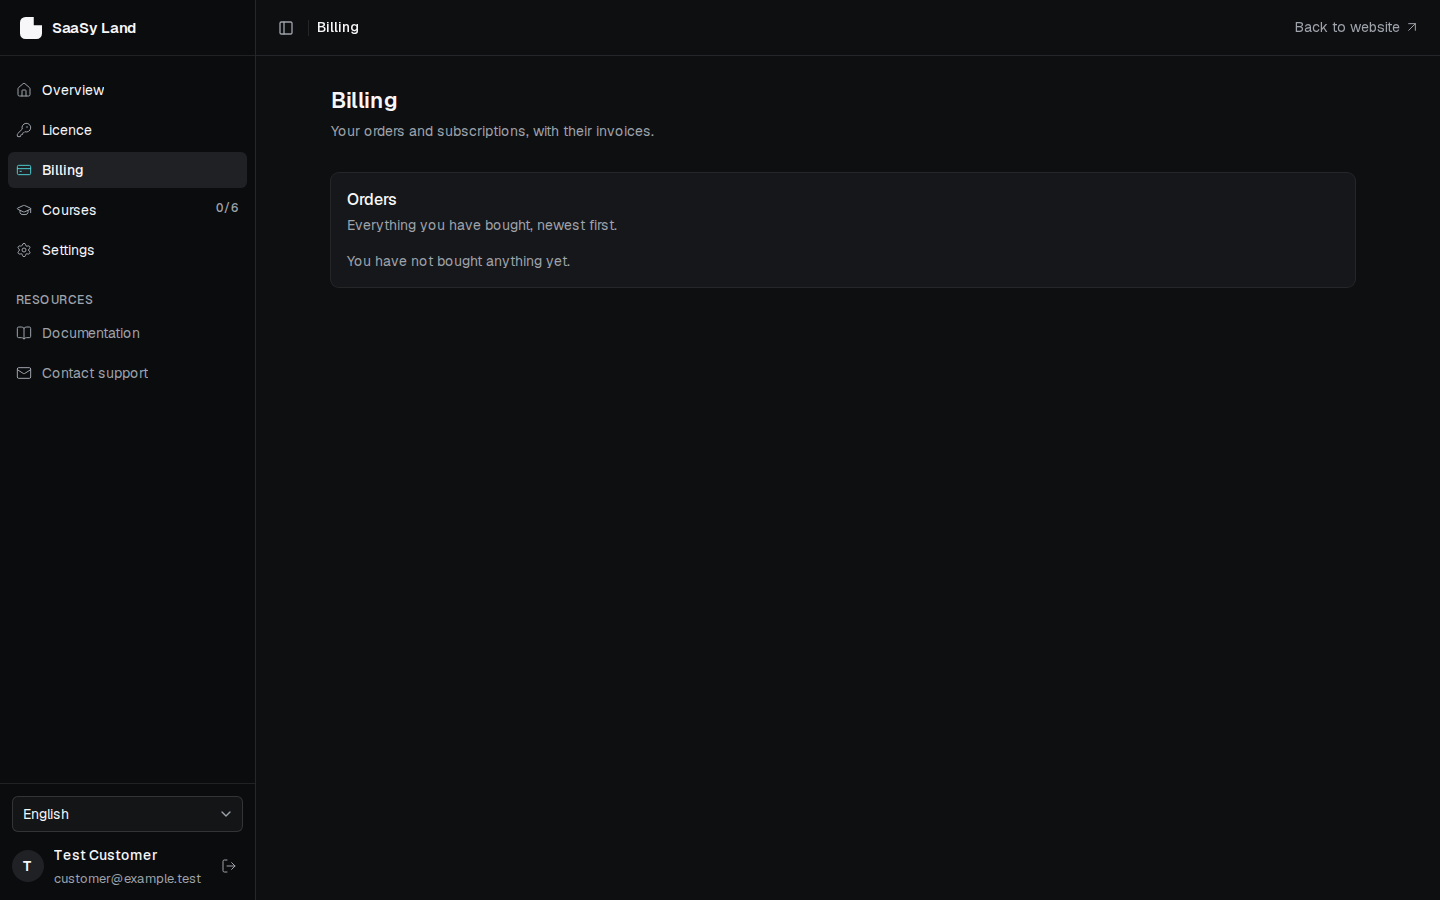 SaaSy Land
Billing
Back to website
Overview
Licence
Billing
Courses 0/6
Settings
RESOURCES
Documentation
Contact support
Billing
Your orders and subscriptions, with their invoices.
Orders
Everything you have bought, newest first.
You have not bought anything yet.
English
T
Test Customer
customer@example.test